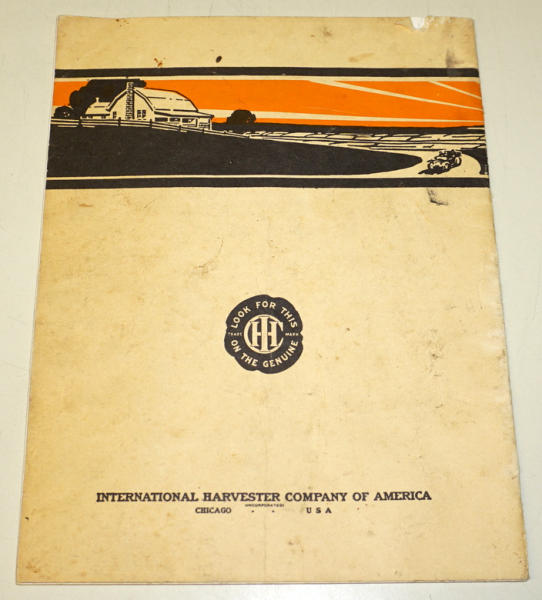 LOOK FOR THIS
TRADE IHC MARK
ON THE GENUINE
INTERNATIONAL HARVESTER COMPANY OF AMERICA
(INCORPORATED)
CHICAGO • • USA